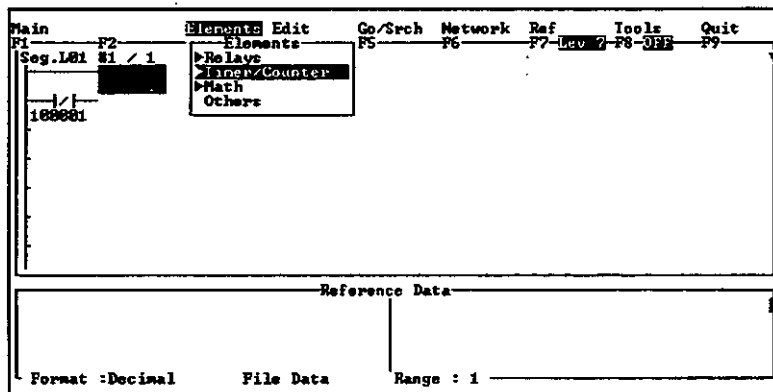 Main Elements Edit Go/Srch Network Ref Tools Quit
F1 F2 Elements F5 F6 F7 Lev ? F8 OFF F9
Seg.L01 #1 / 1 ▶Relays
▶Timer/Counter
▶Math
Others
100001
Reference Data
Format :Decimal File Data Range : 1